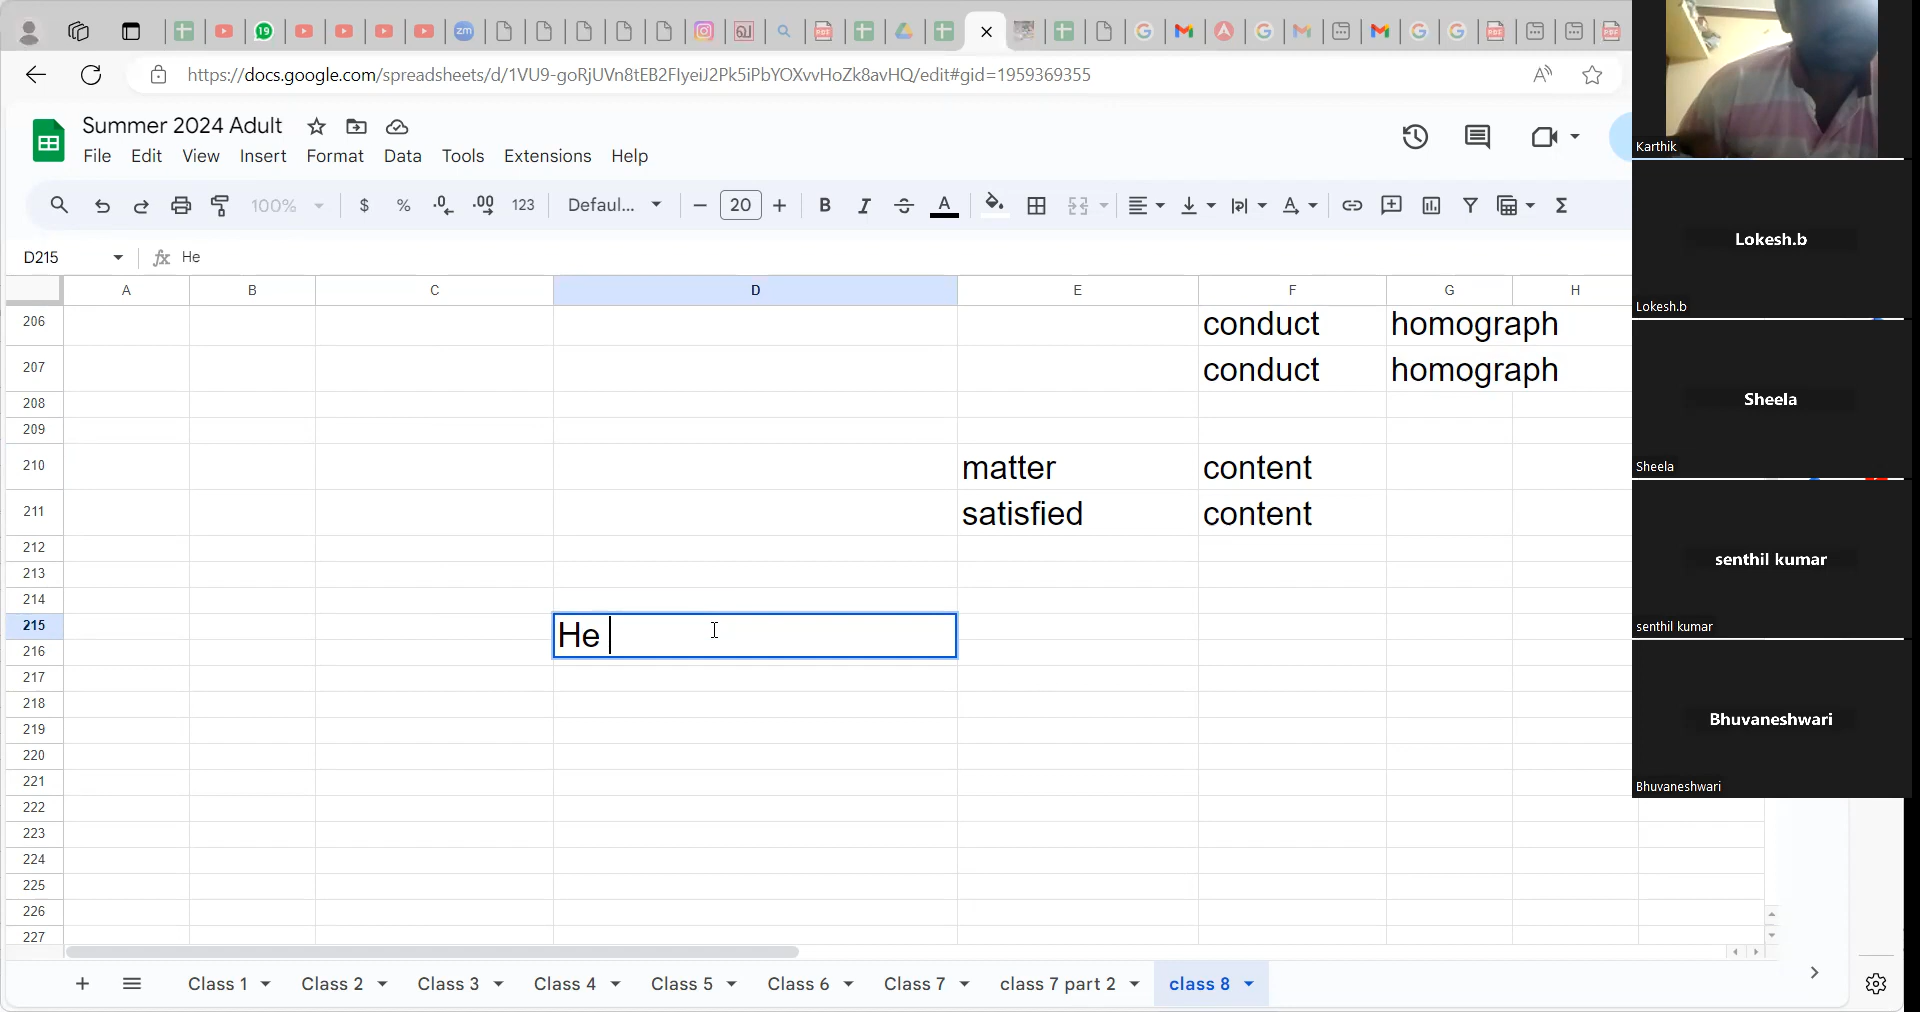 19
zm
https://docs.google.com/spreadsheets/d/1VU9-goRjUVn8tEB2FIyeiJ2Pk5iPbYOXvvHoZk8avHQ/edit#gid=1959369355
Summer 2024 Adult
File Edit View Insert Format Data Tools Extensions Help
100% $ % .0 .00 123 Defaul... 20 B I A
D215 fx He
A B C D E F G H
206 conduct homograph
207 conduct homograph
208
209
210 matter content
211 satisfied content
212
213
214
215 He
216
217
218
219
220
221
222
223
224
225
226
227
Class 1 Class 2 Class 3 Class 4 Class 5 Class 6 Class 7 class 7 part 2 class 8
Karthik
Lokesh.b
Lokesh.b
Sheela
Sheela
senthil kumar
senthil kumar
Bhuvaneshwari
Bhuvaneshwari